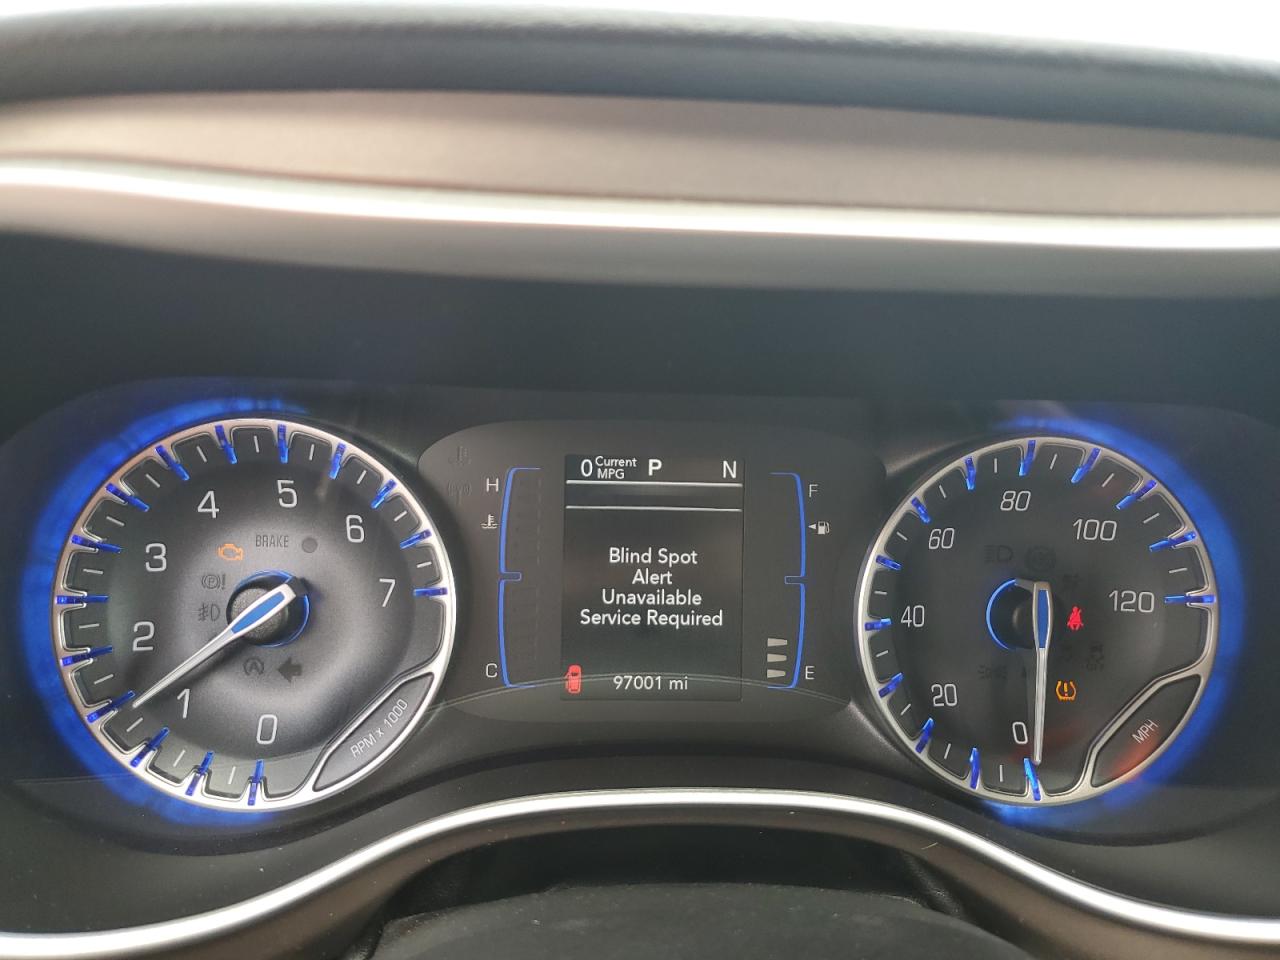 4
5
6
3
BRAKE
7
2
1
0
RPM x 1000
H
C
0 Current MPG P N
Blind Spot
Alert
Unavailable
Service Required
97001 mi
F
E
80
60
100
40
120
20
0
MPH